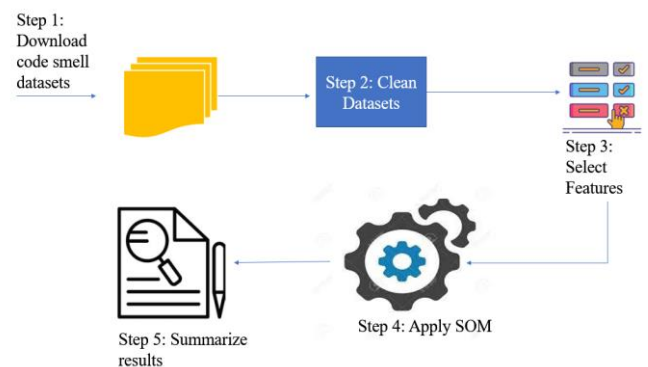 Step 1:
Download
code smell
datasets
Step 2: Clean
Datasets
Step 3:
Select
Features
Step 4: Apply SOM
Step 5: Summarize
results